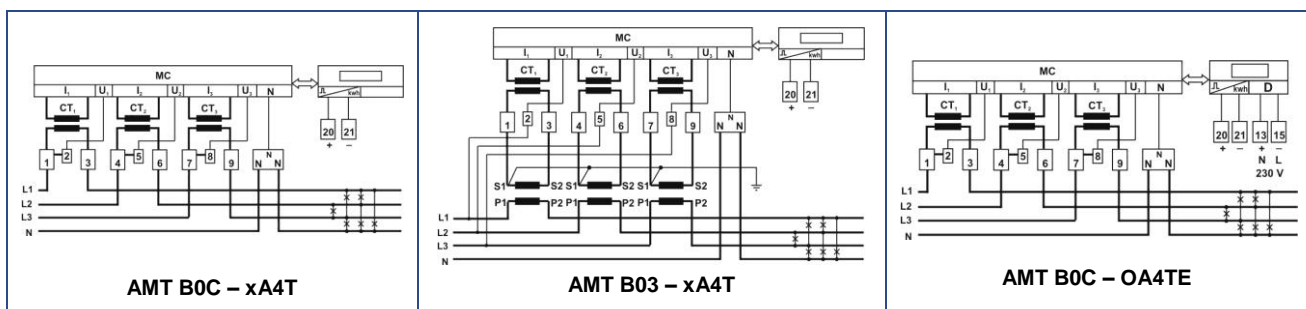 MC
I₁ U₁ I₂ U₂ I₃ U₃ N
kwh
CT₁ CT₂ CT₃
20 21
+ –
1 2 3 4 5 6 7 8 9 N N N
L1
L2
L3
N
AMT B0C – xA4T
MC
I₁ U₁ I₂ U₂ I₃ U₃ N
kwh
CT₁ CT₂ CT₃
20 21
+ –
1 2 3 4 5 6 7 8 9 N N N
S1 S2 S1 S2 S1 S2
P1 P2 P1 P2 P1 P2
L1
L2
L3
N
AMT B03 – xA4T
MC
I₁ U₁ I₂ U₂ I₃ U₃ N
kwh D
CT₁ CT₂ CT₃
20 21 13 15
+ – + –
1 2 3 4 5 6 7 8 9 N N N
N L
230 V
L1
L2
L3
N
AMT B0C – OA4TE